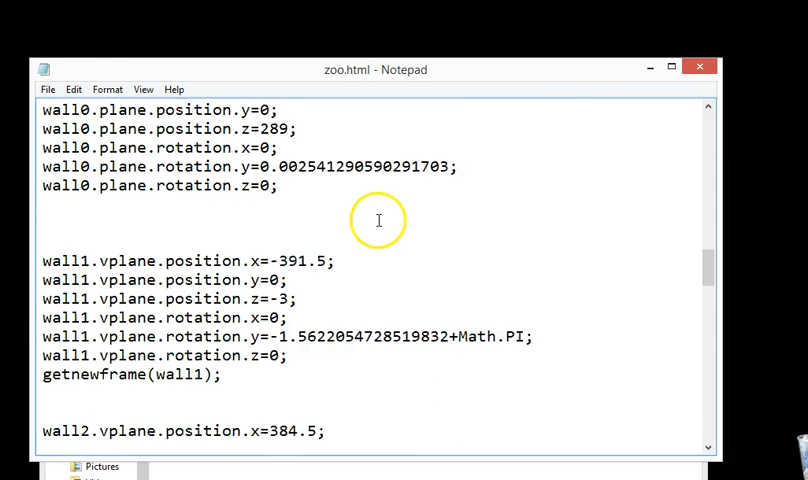 zoo.html - Notepad
File Edit Format View Help
wall0.plane.position.y=0;
wall0.plane.position.z=289;
wall0.plane.rotation.x=0;
wall0.plane.rotation.y=0.002541290590291703;
wall0.plane.rotation.z=0;
wall1.vplane.position.x=-391.5;
wall1.vplane.position.y=0;
wall1.vplane.position.z=-3;
wall1.vplane.rotation.x=0;
wall1.vplane.rotation.y=-1.5622054728519832+Math.PI;
wall1.vplane.rotation.z=0;
getnewframe(wall1);
wall2.vplane.position.x=384.5;
Pictures